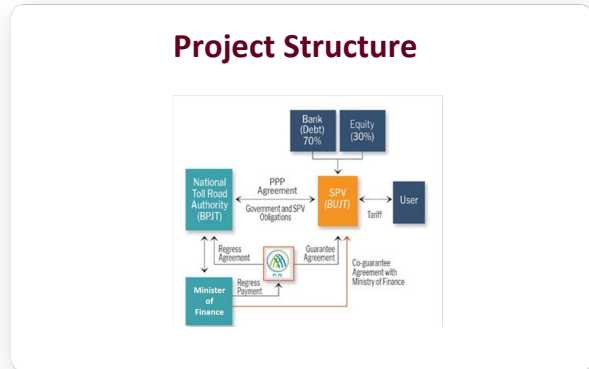 Project Structure
Bank
(Debt)
70%
Equity
(30%)
National
Toll Road
Authority
(BPJT)
PPP
Agreement
Government and SPV
Obligations
SPV
(BUJT)
Tariff
User
Regress
Agreement
Guarantee
Agreement
Co-guarantee
Agreement with
Ministry of Finance
Minister
of
Finance
Regress
Payment